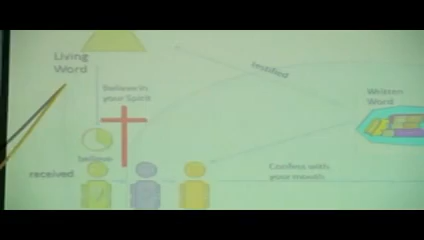 Living
Word
testified
believe in
your Spirit
Written
Word
believe
received
Confess with
your mouth